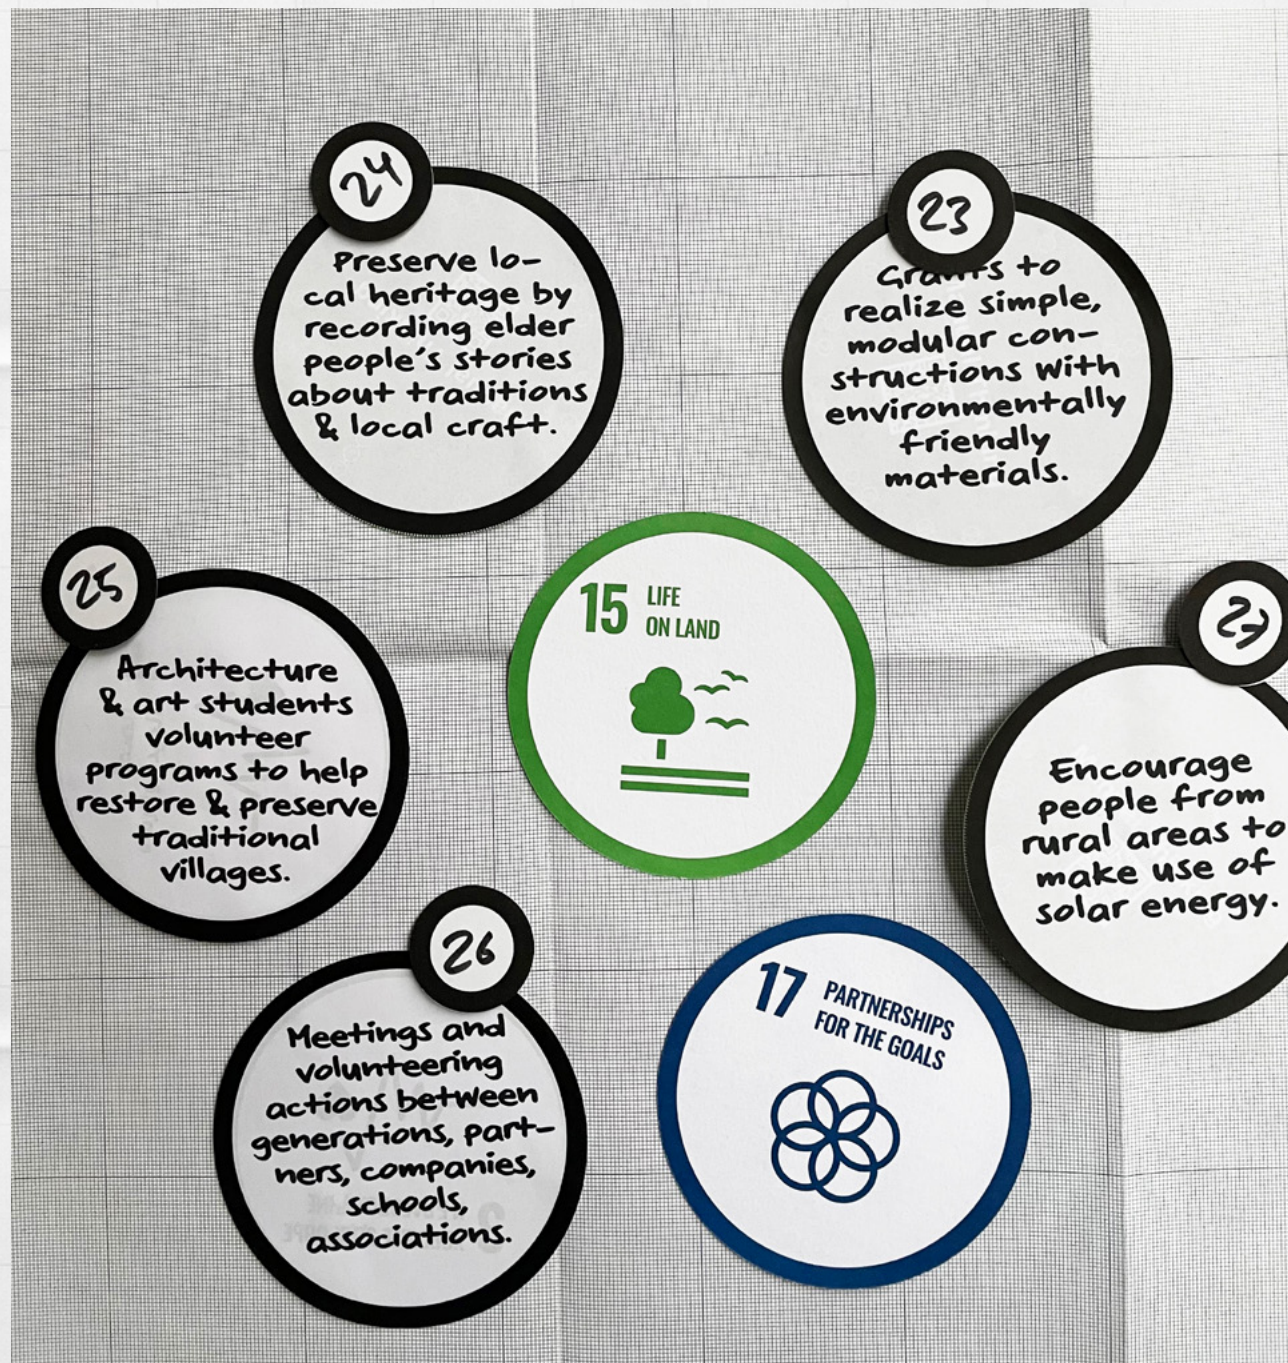 24
Preserve lo-
cal heritage by
recording elder
people's stories
about traditions
& local craft.
23
Grants to
realize simple,
modular con-
structions with
environmentally
friendly
materials.
25
Architecture
& art students
volunteer
programs to help
restore & preserve
traditional
villages.
15 LIFE
ON LAND
27
Encourage
people from
rural areas to
make use of
solar energy.
26
Meetings and
volunteering
actions between
generations, part-
ners, companies,
schools,
associations.
17 PARTNERSHIPS
FOR THE GOALS